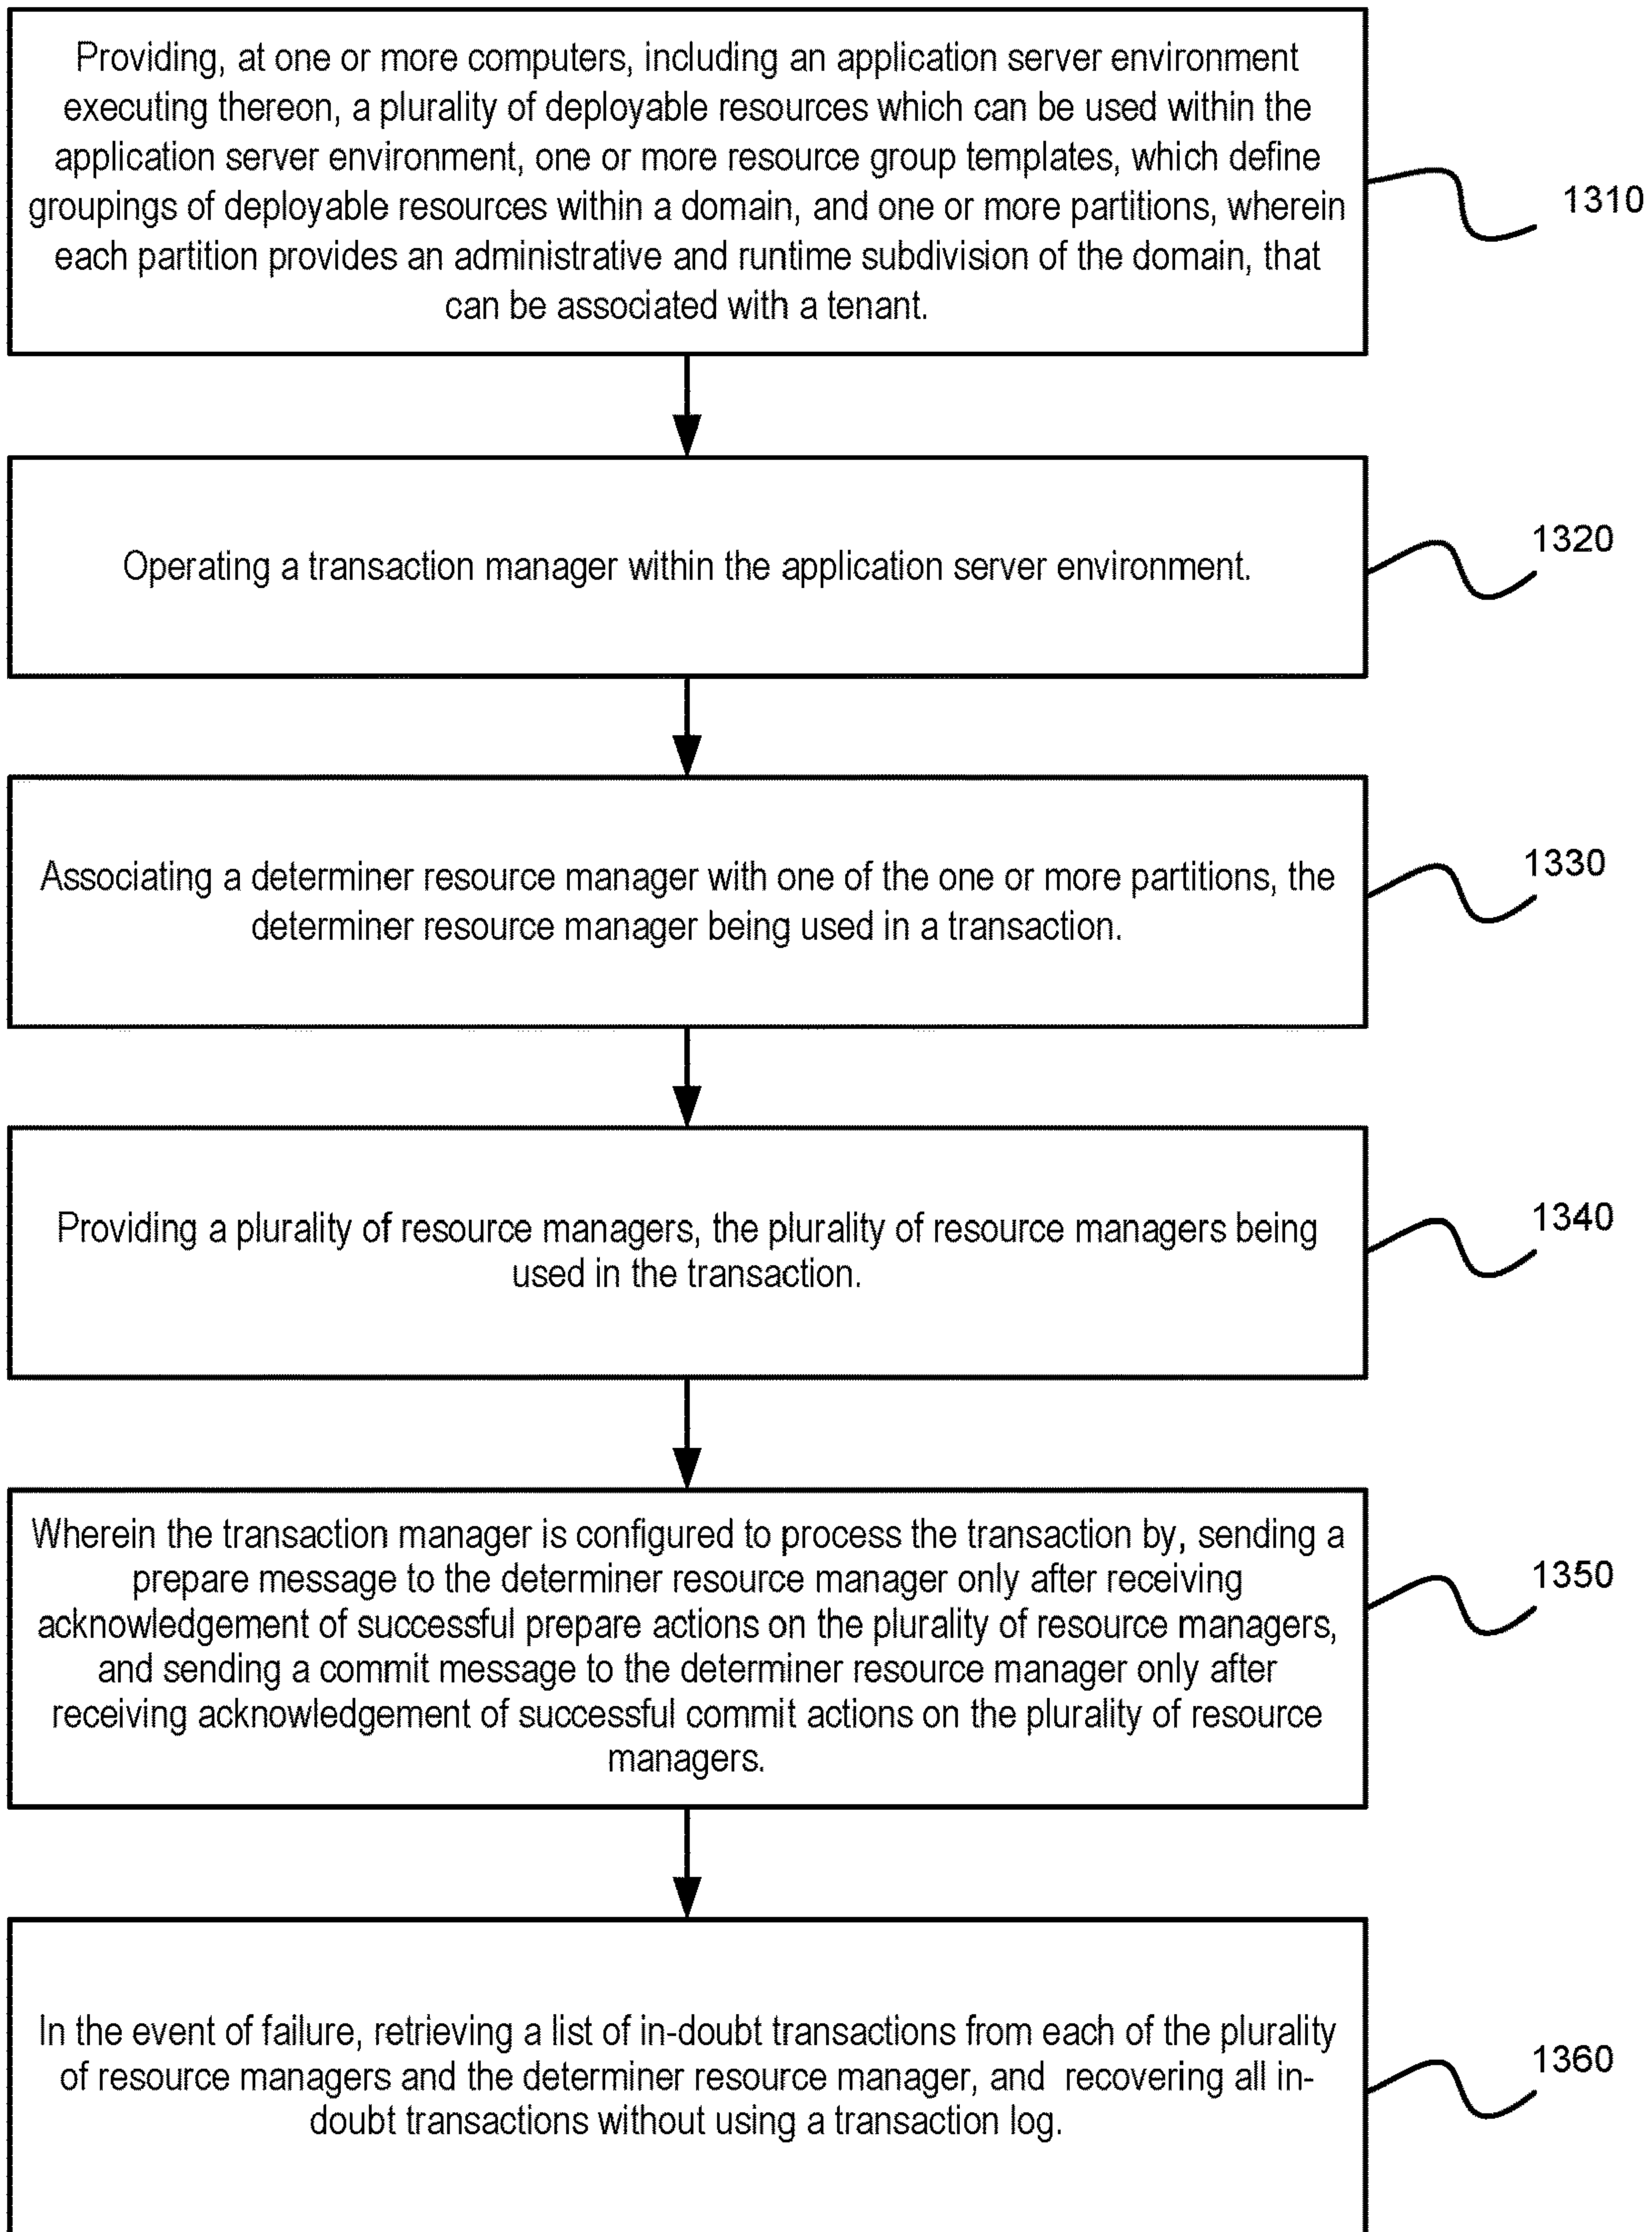 Providing, at one or more computers, including an application server environment
executing thereon, a plurality of deployable resources which can be used within the
application server environment, one or more resource group templates, which define
groupings of deployable resources within a domain, and one or more partitions, wherein
each partition provides an administrative and runtime subdivision of the domain, that
can be associated with a tenant.
1310
Operating a transaction manager within the application server environment.
1320
Associating a determiner resource manager with one of the one or more partitions, the
determiner resource manager being used in a transaction.
1330
Providing a plurality of resource managers, the plurality of resource managers being
used in the transaction.
1340
Wherein the transaction manager is configured to process the transaction by, sending a
prepare message to the determiner resource manager only after receiving
acknowledgement of successful prepare actions on the plurality of resource managers,
and sending a commit message to the determiner resource manager only after
receiving acknowledgement of successful commit actions on the plurality of resource
managers.
1350
In the event of failure, retrieving a list of in-doubt transactions from each of the plurality
of resource managers and the determiner resource manager, and recovering all in-
doubt transactions without using a transaction log.
1360